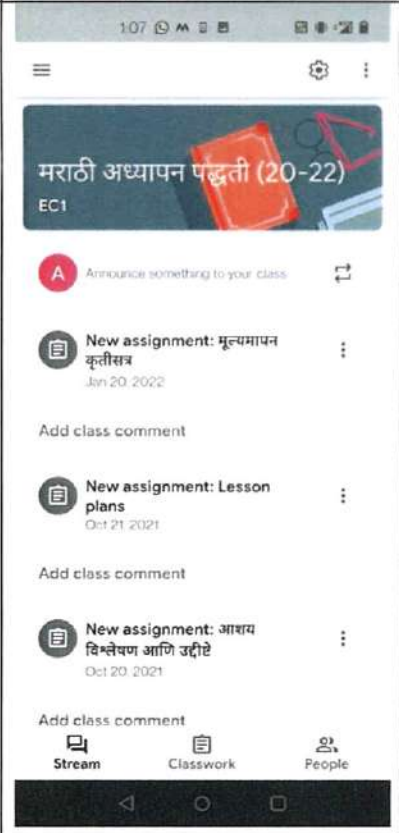 1:07
मराठी अध्यापन पद्धती (20-22)
EC1
A
Announce something to your class
New assignment: मूल्यमापन
कृतीसत्र
Jan 20, 2022
Add class comment
New assignment: Lesson
plans
Oct 21, 2021
Add class comment
New assignment: आशय
विश्लेषण आणि उद्दीष्टे
Oct 20, 2021
Add class comment
Stream
Classwork
People